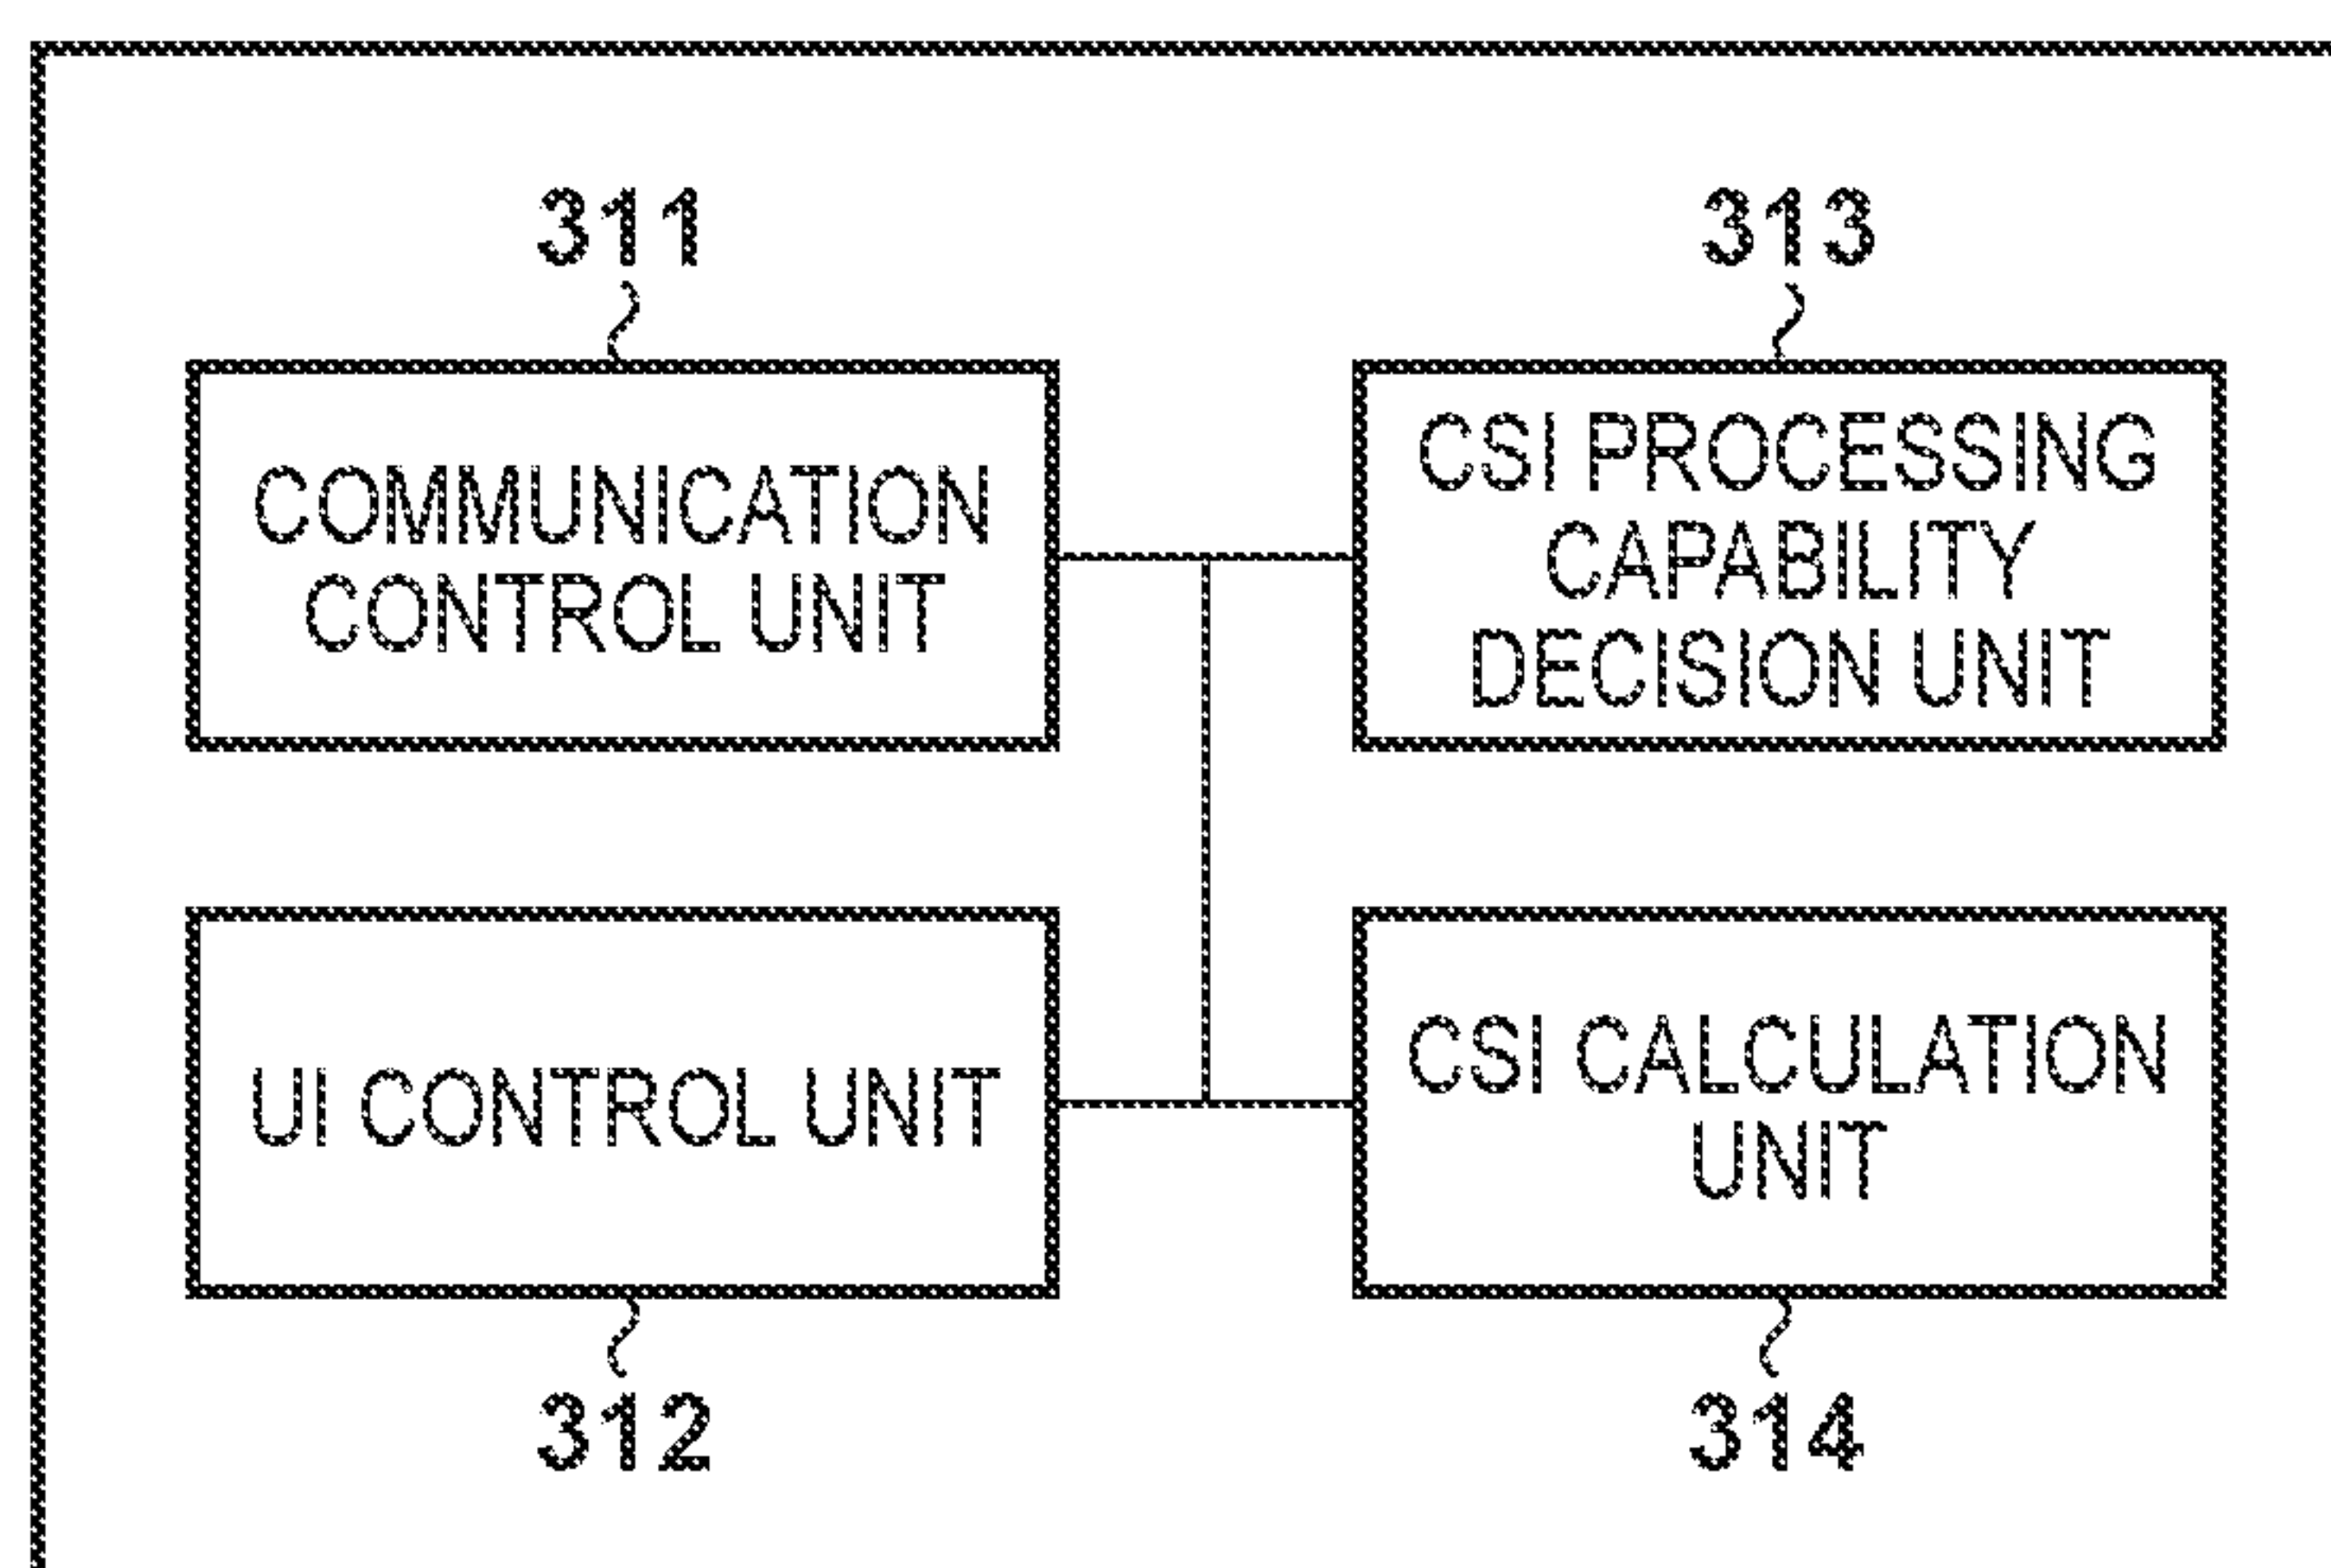 311
COMMUNICATION
CONTROL UNIT
313
CSI PROCESSING
CAPABILITY
DECISION UNIT
UI CONTROL UNIT
312
CSI CALCULATION
UNIT
314